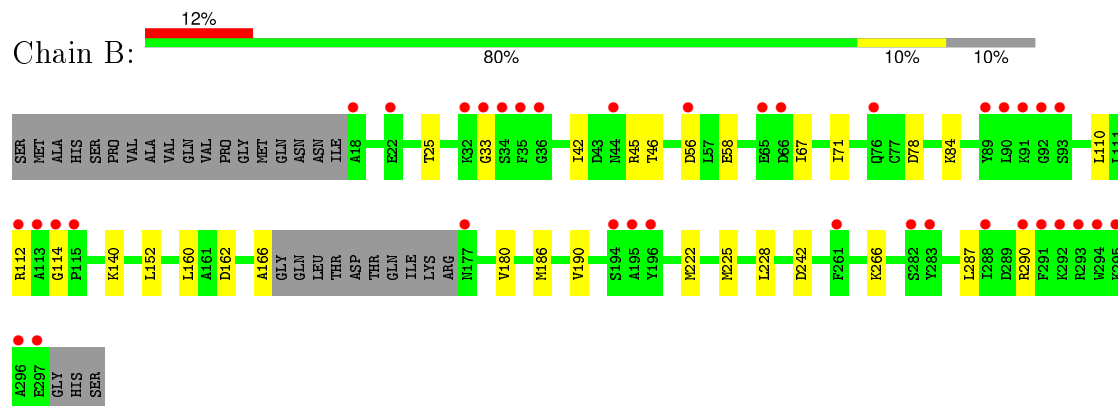 12%
Chain B:
80% 10% 10%
SER MET ALA HIS SER PRO VAL ALA VAL GLN VAL PRO GLY MET GLN ASN ASN ILE A18 E22 T25 K32 G33 S34 F35 G36 I42 D43 N44 R45 T46 D56 L57 E58 E65 D66 I67 I71 Q76 C77 D78 K84 Y89 L90 K91 G92 S93 L110 L111
R112 A113 G114 P115 K140 L152 L160 A161 D162 A166 GLY GLN LEU THR ASP THR GLN ILE LYS ARG N177 V180 M186 V190 S194 A195 Y196 M222 M225 L228 D242 F261 K266 S282 Y283 L287 I288 D289 R290 F291 K292 R293 W294 K295
A296 E297 GLY HIS SER